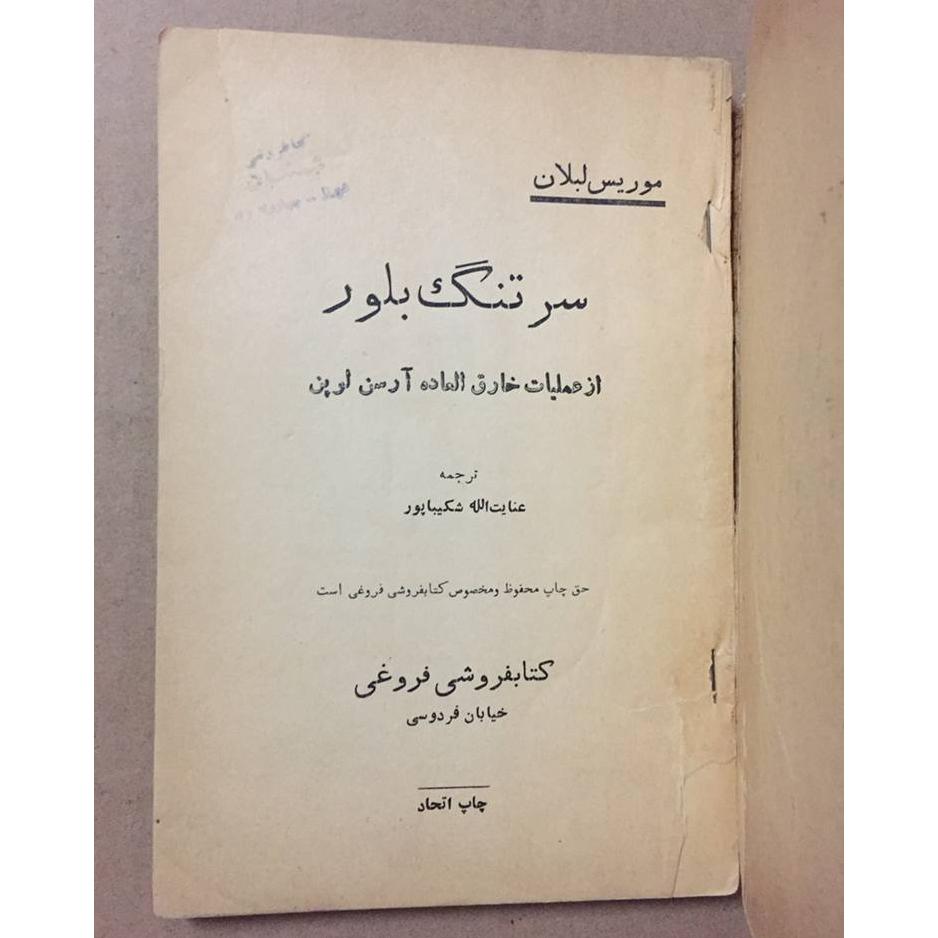 موریس لبلان
سر تنگ بلور
از عملیات خارق العاده آرسن لوپن
ترجمه
عنایت‌الله شکیباپور
حق چاپ محفوظ ومخصوص کتابفروشی فروغی است
کتابفروشی فروغی
خیابان فردوسی
چاپ اتحاد